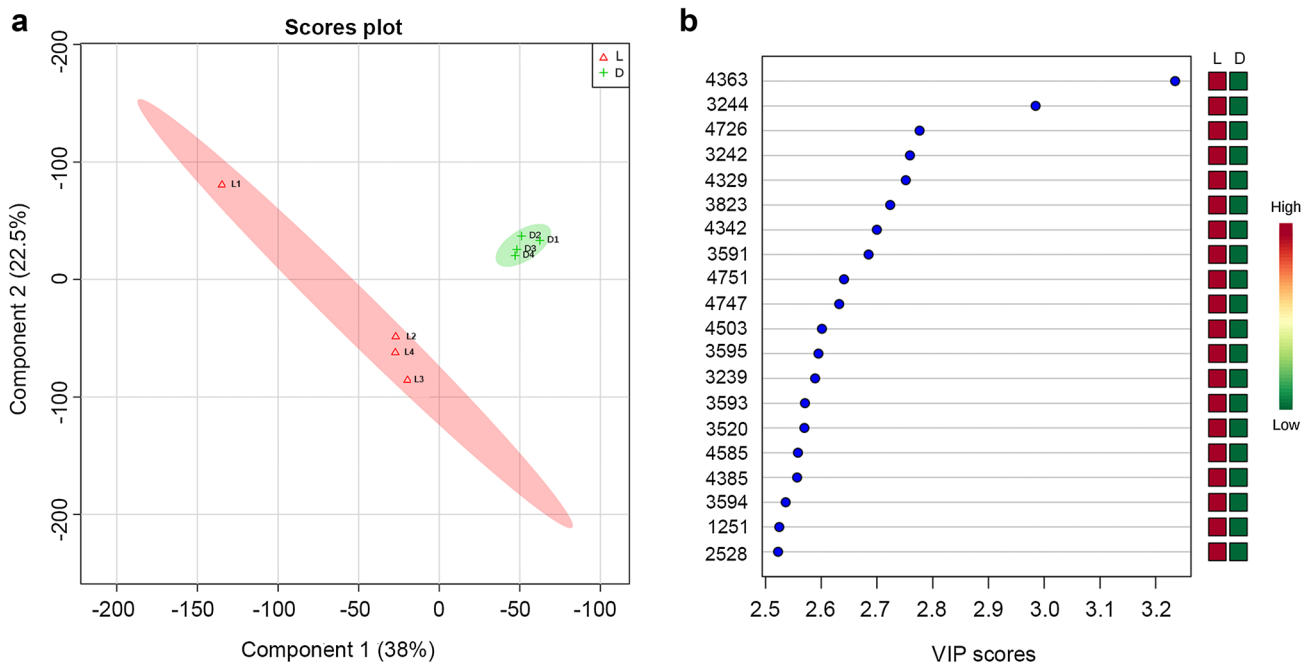 a
Scores plot
L
D
-200
-100
0
-100
-200
Component 2 (22.5%)
L1
D2
D1
D3
D4
L2
L4
L3
-200
-150
-100
-50
0
-50
-100
Component 1 (38%)
b
L D
4363
3244
4726
3242
4329
3823
4342
3591
4751
4747
4503
3595
3239
3593
3520
4585
4385
3594
1251
2528
2.5 2.6 2.7 2.8 2.9 3.0 3.1 3.2
VIP scores
High
Low